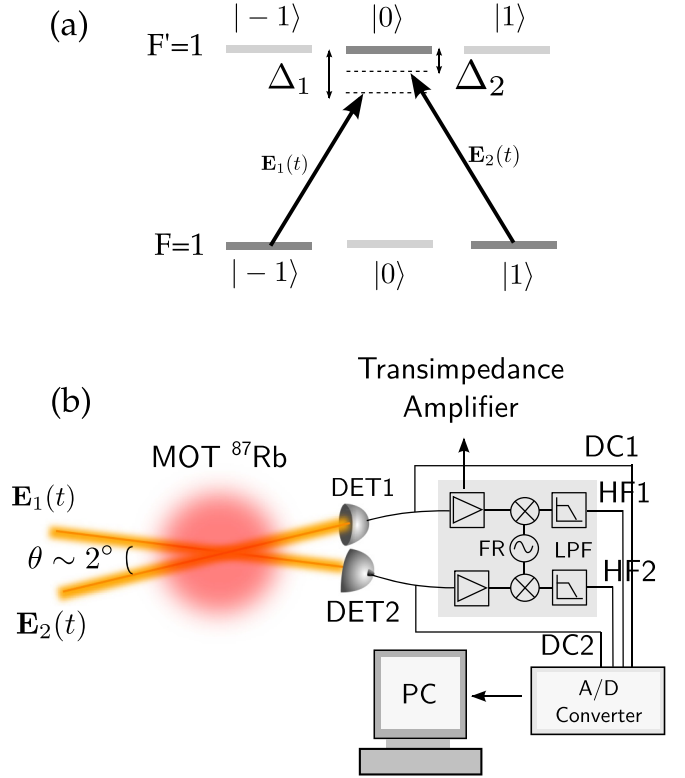 (a)
|−1⟩ |0⟩ |1⟩
F'=1
Δ₁ Δ₂
E₁(t) E₂(t)
F=1
|−1⟩ |0⟩ |1⟩
(b)
Transimpedance
Amplifier
MOT ⁸⁷Rb
DC1
DET1
HF1
E₁(t)
FR LPF
θ ∼ 2°
HF2
DET2
E₂(t)
DC2
PC
A/D
Converter